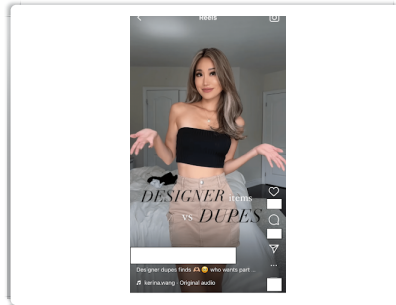 Reels
DESIGNER items
vs DUPES
Designer dupes finds 🫶😏 who wants part ...
kerina.wang · Original audio